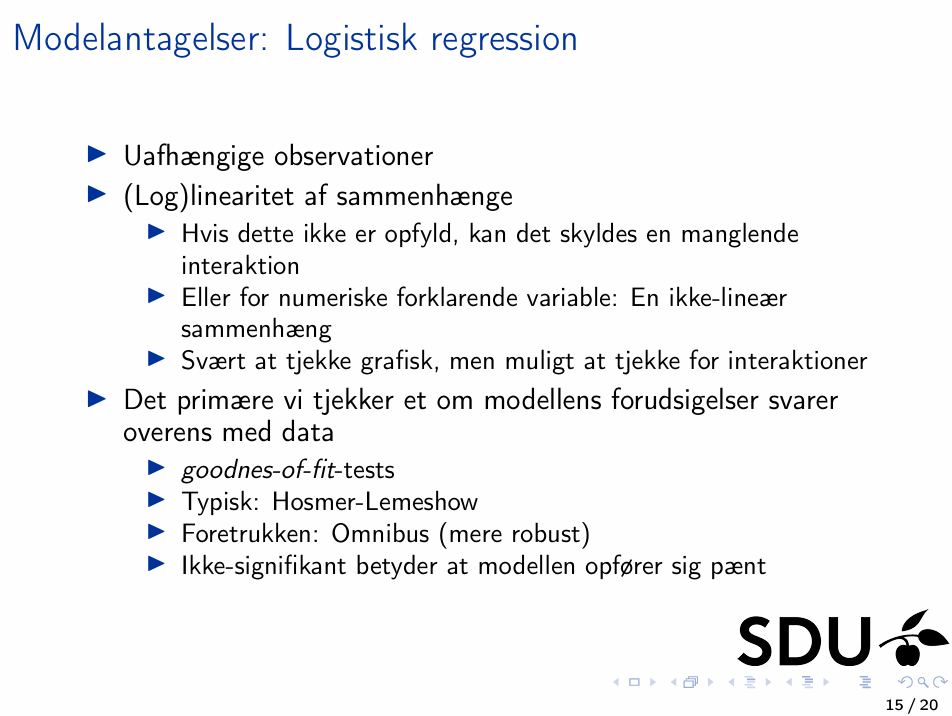 Modelantagelser: Logistisk regression
Uafhængige observationer
(Log)linearitet af sammenhænge
Hvis dette ikke er opfyld, kan det skyldes en manglende
interaktion
Eller for numeriske forklarende variable: En ikke-lineær
sammenhæng
Svært at tjekke grafisk, men muligt at tjekke for interaktioner
Det primære vi tjekker et om modellens forudsigelser svarer
overens med data
goodnes-of-fit-tests
Typisk: Hosmer-Lemeshow
Foretrukken: Omnibus (mere robust)
Ikke-signifikant betyder at modellen opfører sig pænt
SDU
15 / 20